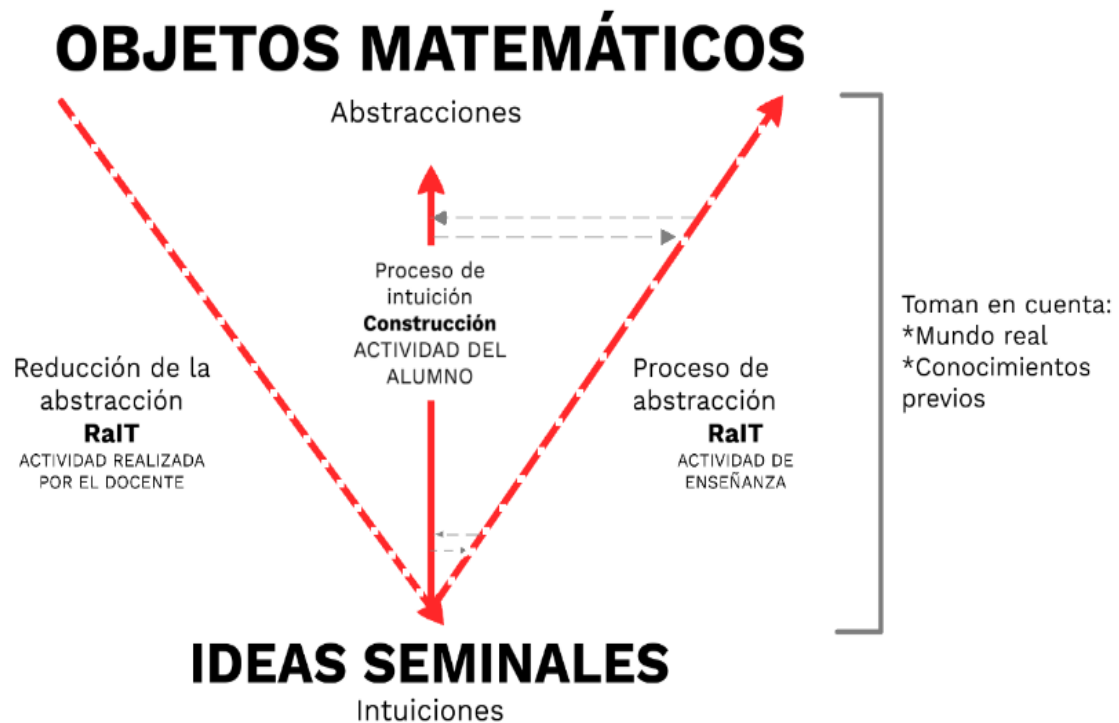 OBJETOS MATEMÁTICOS
Abstracciones
Reducción de la
abstracción
RaIT
ACTIVIDAD REALIZADA
POR EL DOCENTE
Proceso de
intuición
Construcción
ACTIVIDAD DEL
ALUMNO
Proceso de
abstracción
RaIT
ACTIVIDAD DE
ENSEÑANZA
Toman en cuenta:
*Mundo real
*Conocimientos
previos
IDEAS SEMINALES
Intuiciones